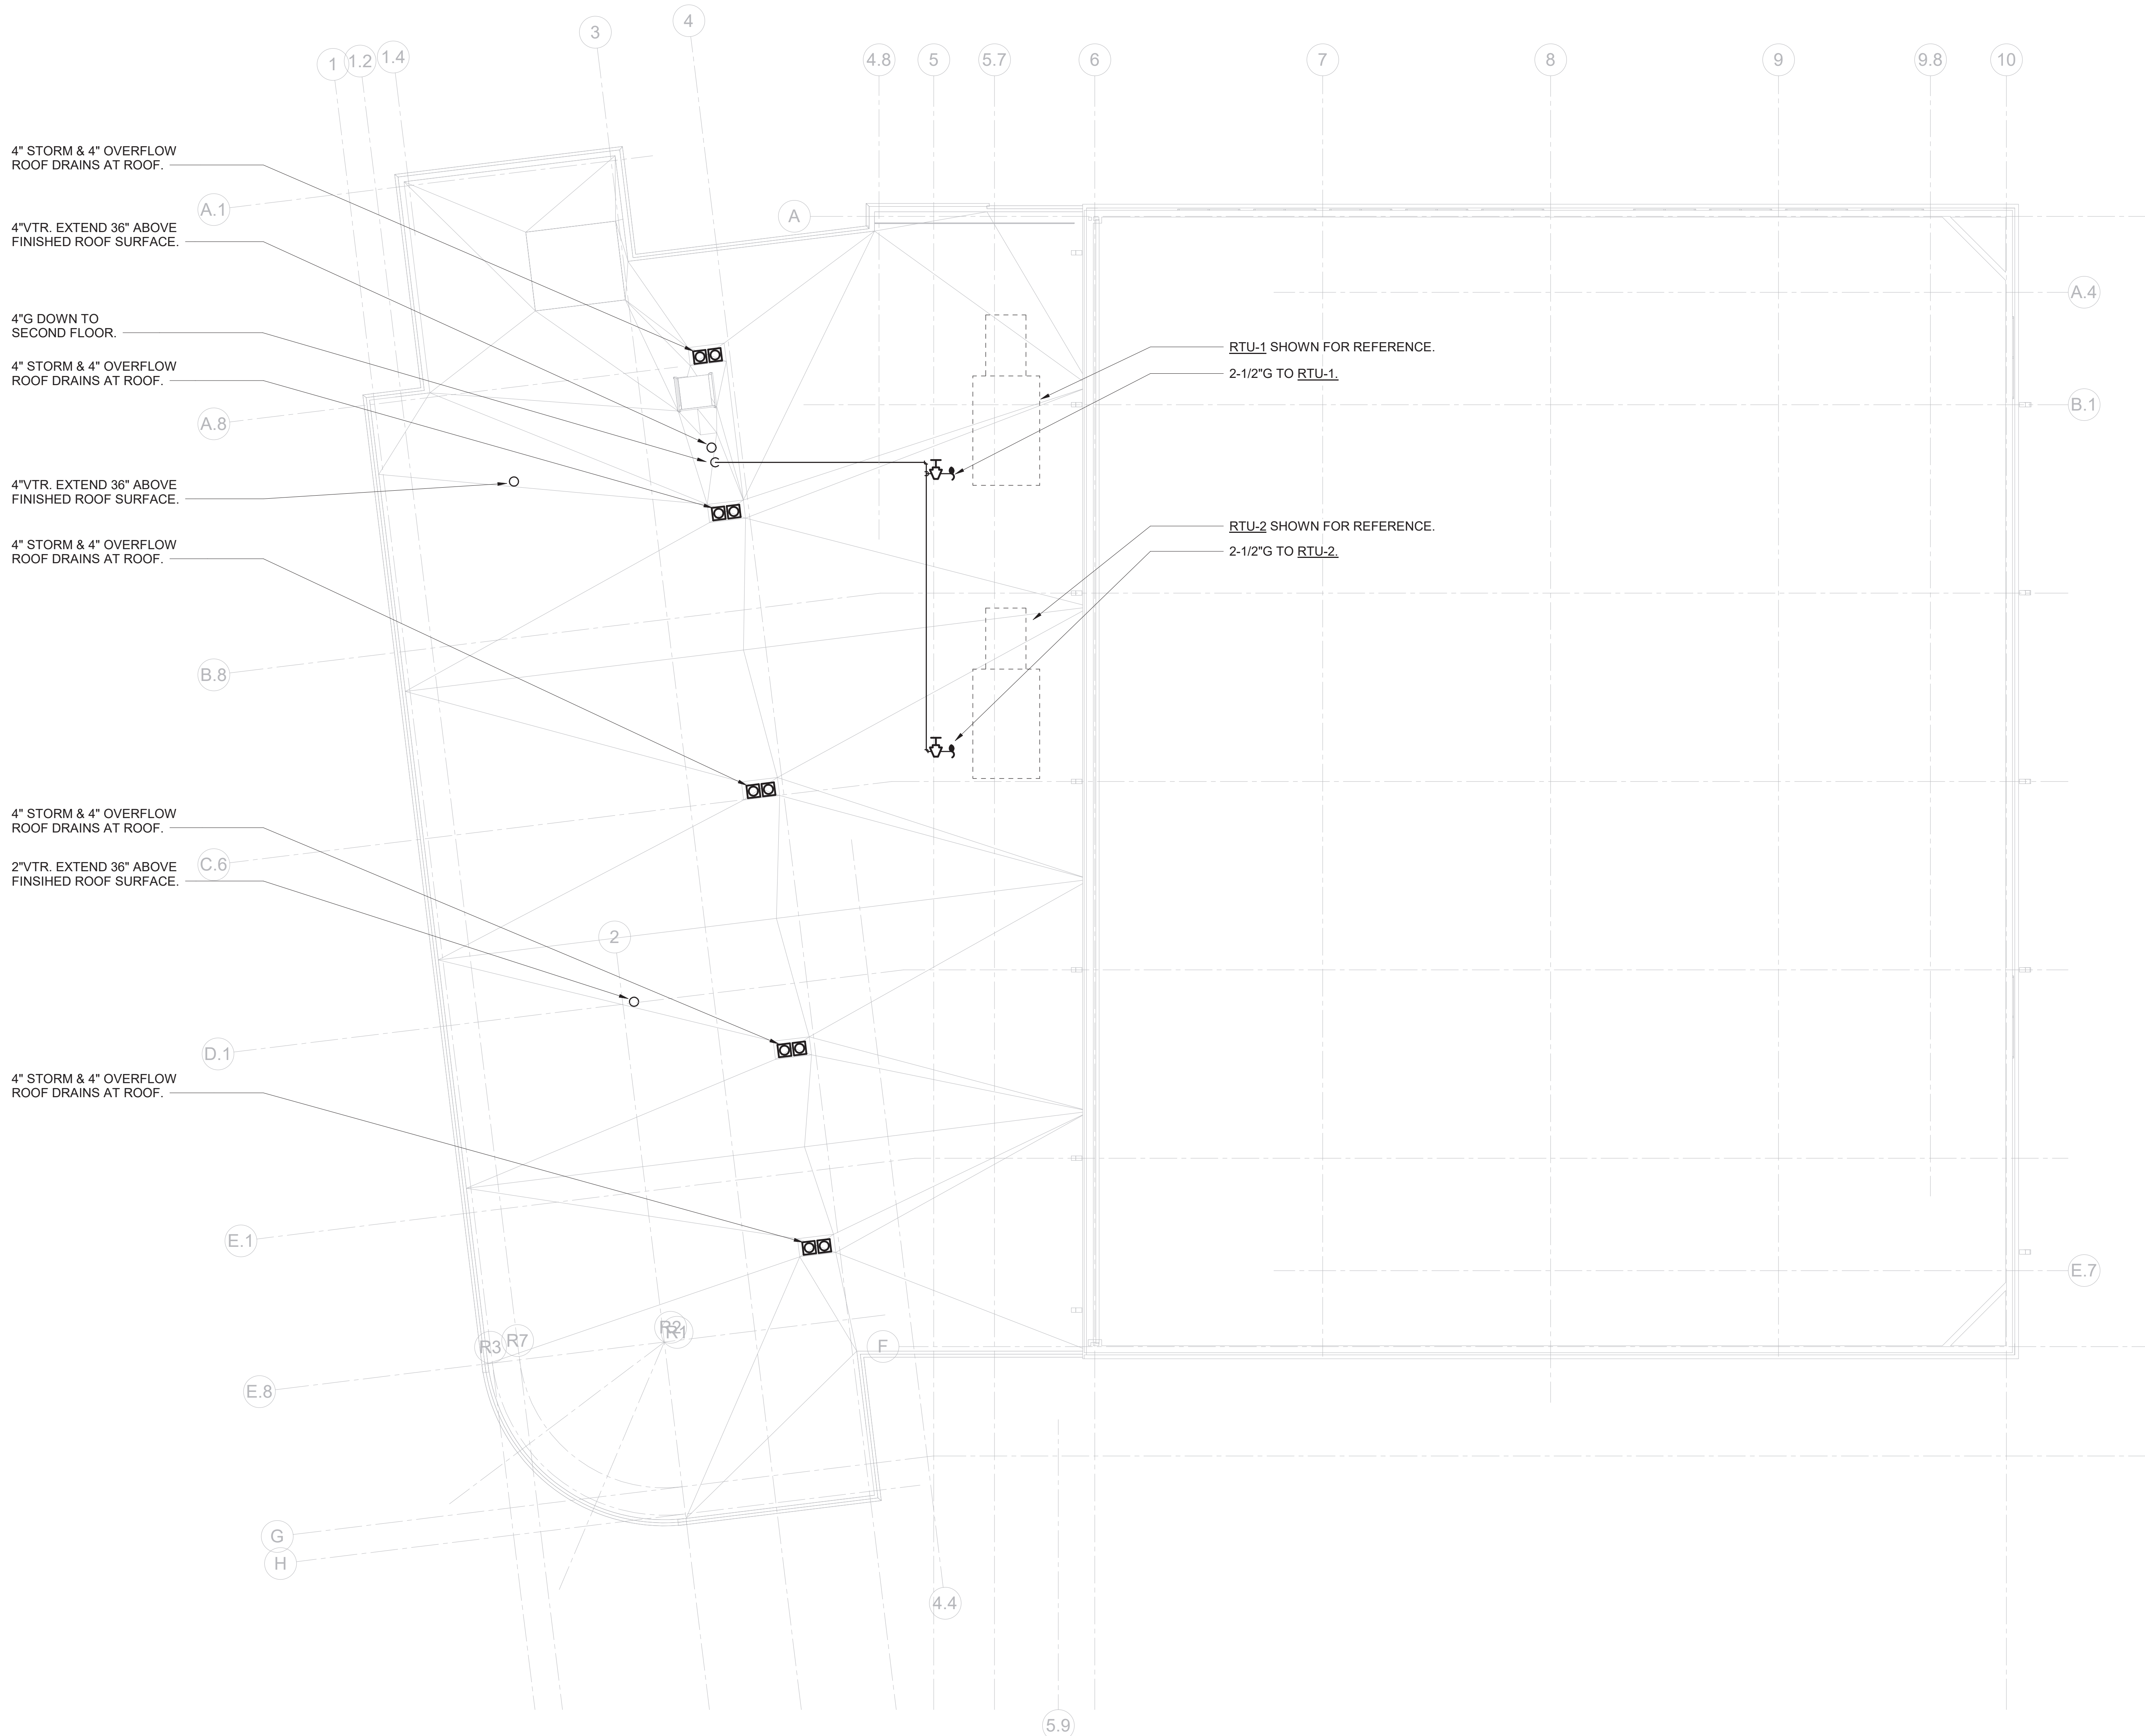 1
1.2
1.4
3
4
4.8
5
5.7
6
7
8
9
9.8
10
4" STORM & 4" OVERFLOW
ROOF DRAINS AT ROOF.
A.1
A
4"VTR. EXTEND 36" ABOVE
FINISHED ROOF SURFACE.
A.4
4"G DOWN TO
SECOND FLOOR.
RTU-1 SHOWN FOR REFERENCE.
4" STORM & 4" OVERFLOW
ROOF DRAINS AT ROOF.
2-1/2"G TO RTU-1.
B.1
A.8
4"VTR. EXTEND 36" ABOVE
FINISHED ROOF SURFACE.
RTU-2 SHOWN FOR REFERENCE.
4" STORM & 4" OVERFLOW
ROOF DRAINS AT ROOF.
2-1/2"G TO RTU-2.
B.8
4" STORM & 4" OVERFLOW
ROOF DRAINS AT ROOF.
C.6
2"VTR. EXTEND 36" ABOVE
FINSIHED ROOF SURFACE.
2
D.1
4" STORM & 4" OVERFLOW
ROOF DRAINS AT ROOF.
E.1
E.7
R2
R1
R7
R3
F
E.8
G
H
4.4
5.9